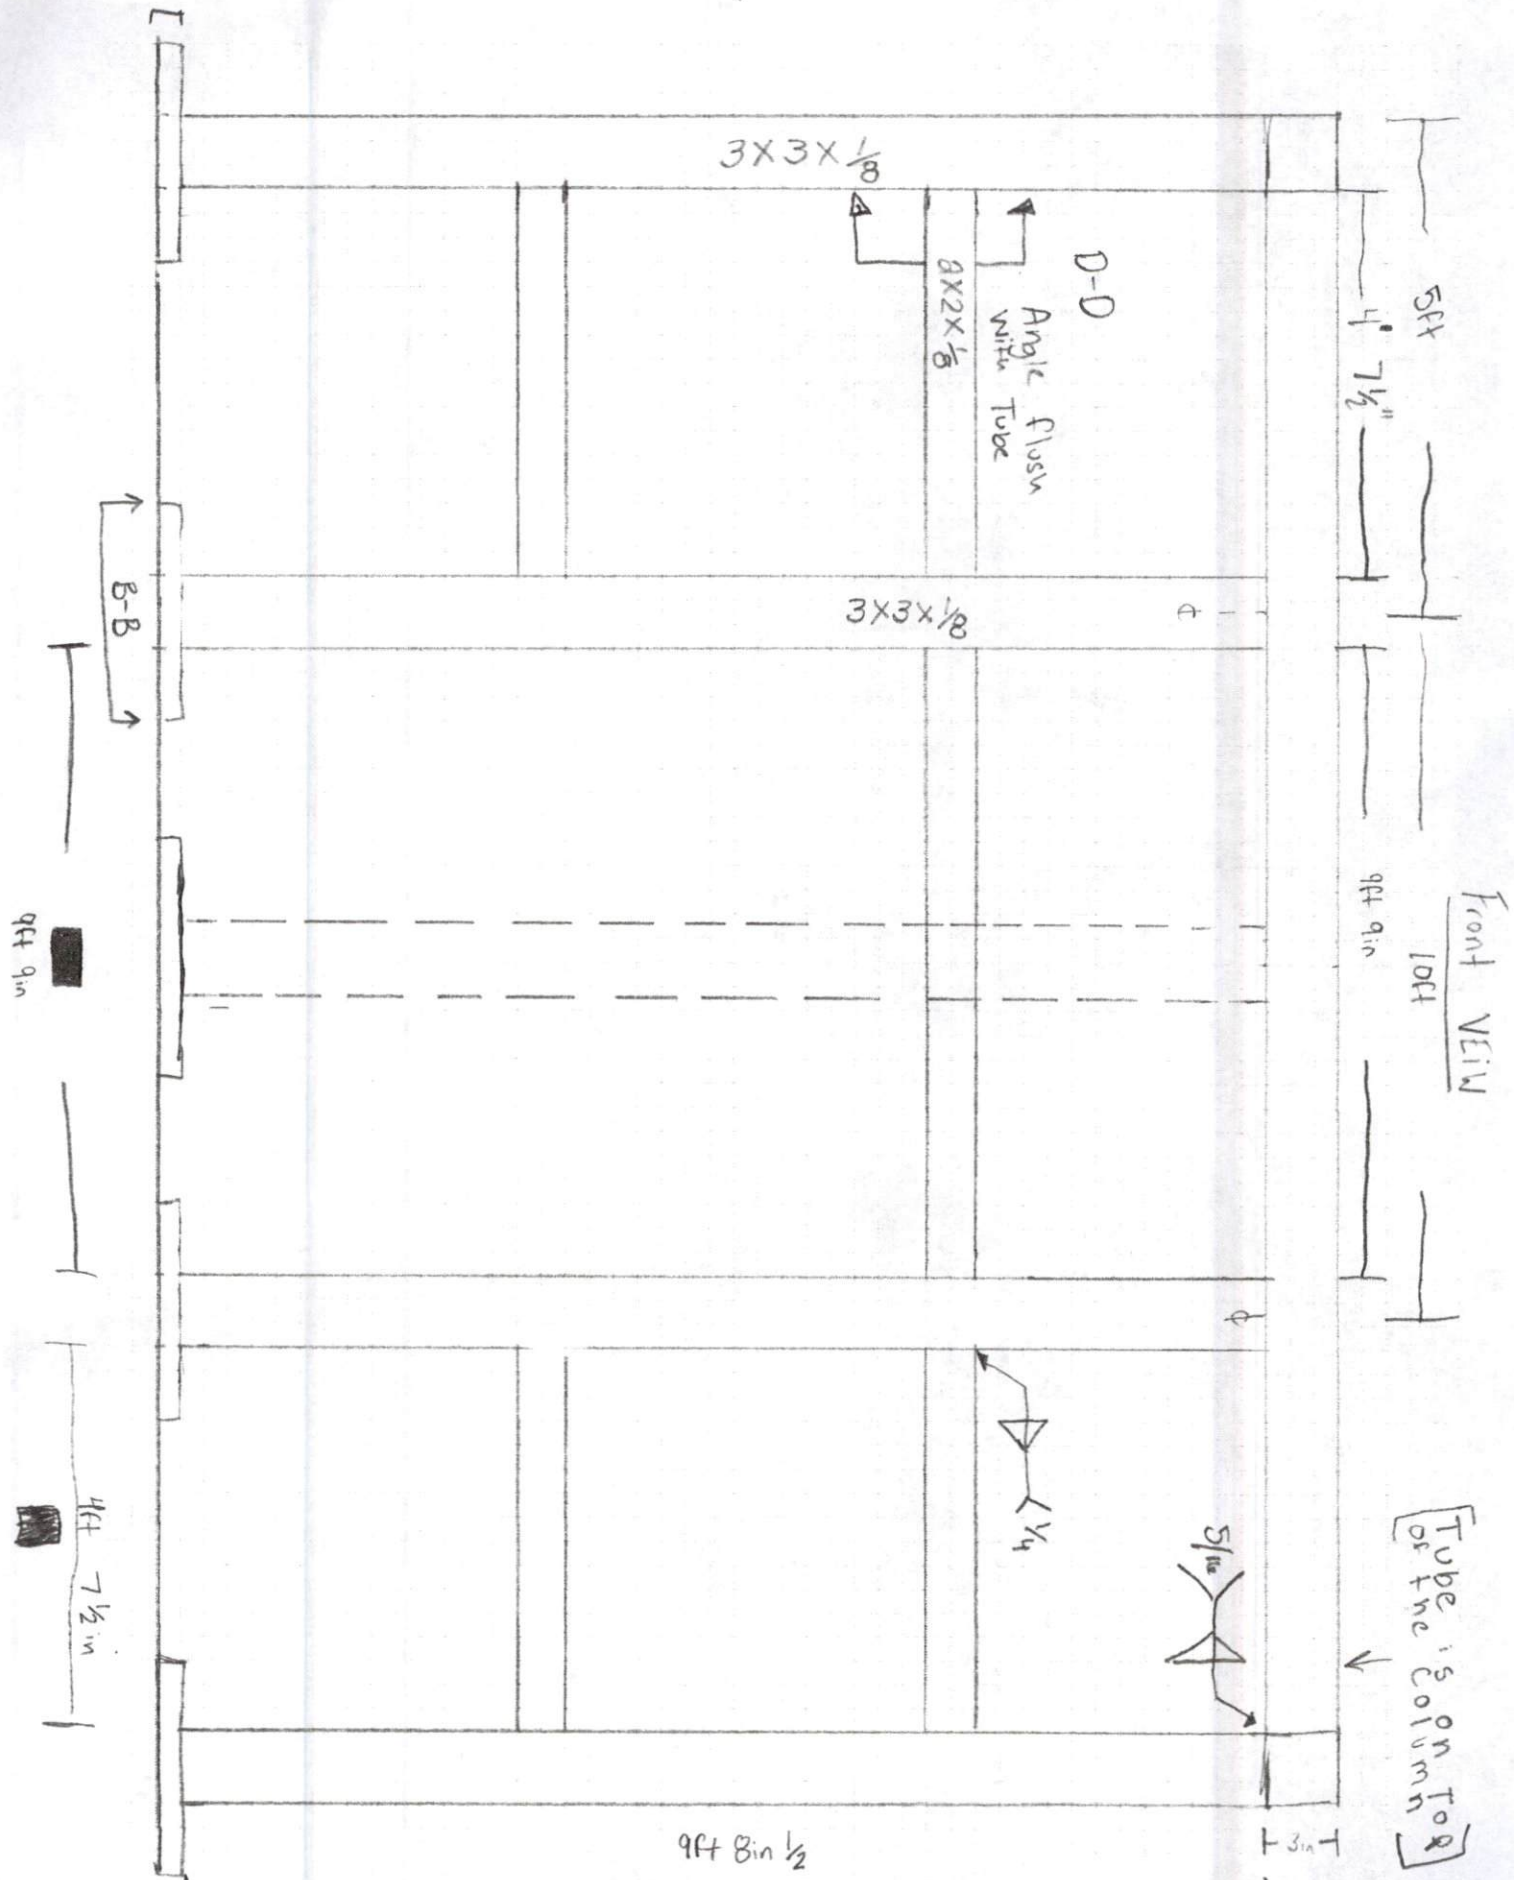 Front VEiW
5ft
10ft
4' 7 1/2"
9ft 9in
[Tube is on Top
of the Column]
D-D
Angle flush
with Tube
2x2x1/8
3x3x1/8
3x3x1/8
¢
¢
1/4
5/16
3in
9ft 8in 1/2
B-B
9ft 9in
4ft 7 1/2 in